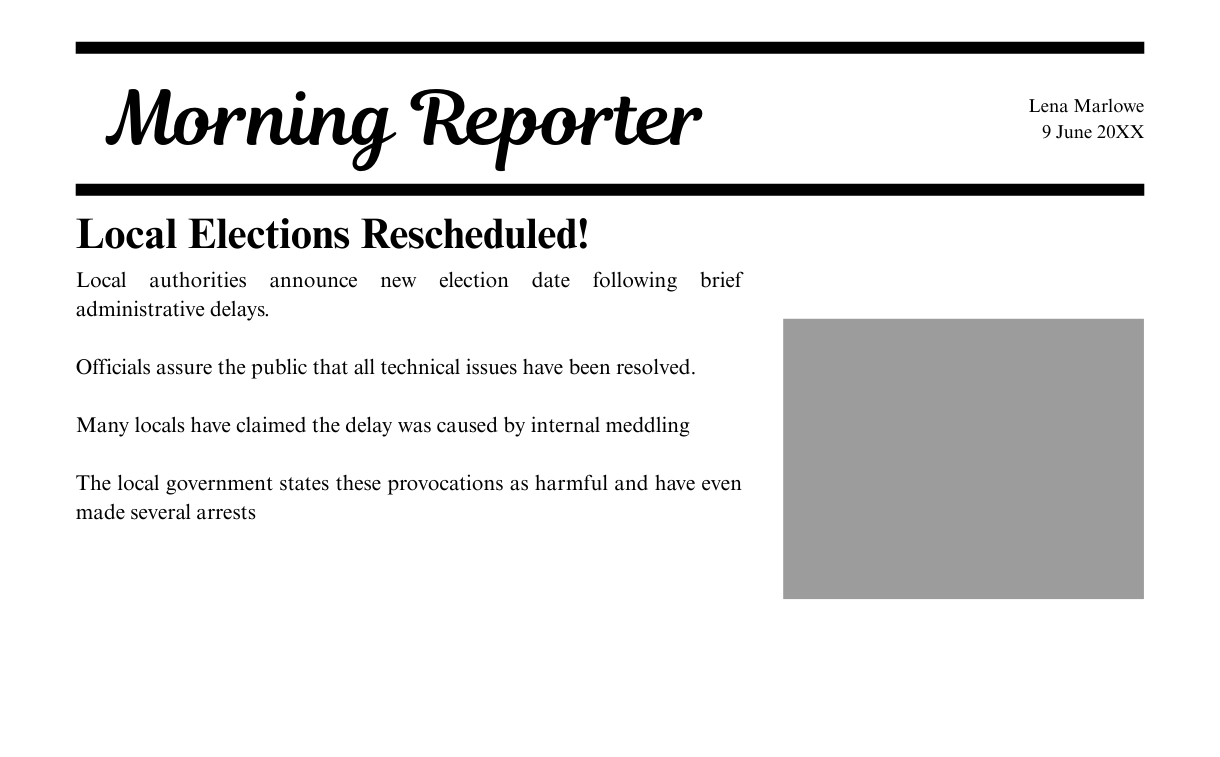 Morning Reporter
Lena Marlowe
9 June 20XX
Local Elections Rescheduled!
Local authorities announce new election date following brief
administrative delays.
Officials assure the public that all technical issues have been resolved.
Many locals have claimed the delay was caused by internal meddling
The local government states these provocations as harmful and have even
made several arrests